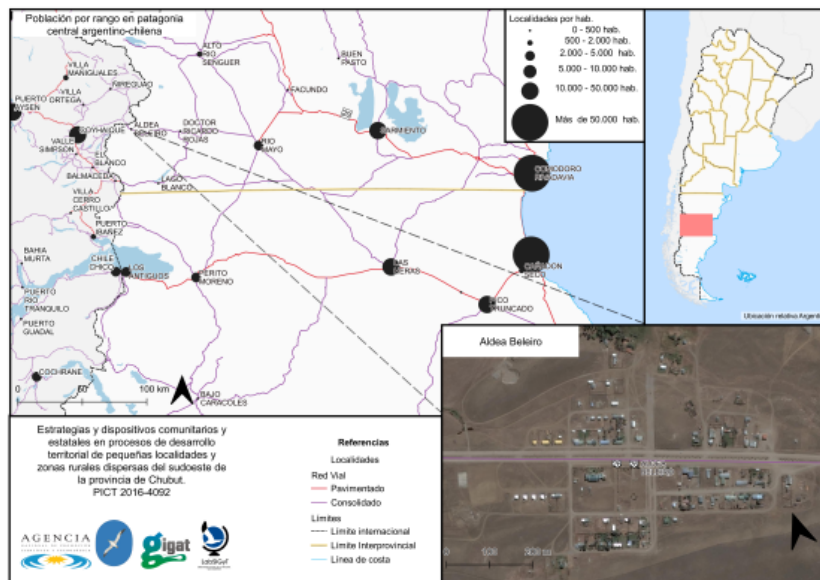 Población por rango en patagonia
central argentino-chilena
Localidades por hab.
0 - 500 hab.
500 - 2.000 hab.
2.000 - 5.000 hab.
5.000 - 10.000 hab.
10.000 - 50.000 hab.
Más de 50.000 hab.
ALTO
RIO
SENGUER
BUEN
PASTO
VILLA
MAÑIGUALES
ÑIREGUAO
VILLA
ORTEGA
FACUNDO
PUERTO
AYSEN
COYHAIQUE
ALDEA
BELEIRO
DOCTOR
RICARDO
ROJAS
SARMIENTO
VALLE
SIMPSON
RIO
MAYO
EL
BLANCO
BALMACEDA
LAGO
BLANCO
COMODORO
RIVADAVIA
VILLA
CERRO
CASTILLO
PUERTO
IBAÑEZ
BAHIA
MURTA
CHILE
CHICO
LOS
ANTIGUOS
PERITO
MORENO
LAS
HERAS
CAÑADON
SECO
PUERTO
RIO
TRANQUILO
PICO
TRUNCADO
PUERTO
GUADAL
COCHRANE
BAJO
CARACOLES
0
100 km
Ubicación relativa Argenti
Aldea Beleiro
Estrategias y dispositivos comunitarios y
estatales en procesos de desarrollo
territorial de pequeñas localidades y
zonas rurales dispersas del sudoeste de
la provincia de Chubut.
PICT 2016-4092
Referencias
Localidades
Red Vial
Pavimentado
Consolidado
Límites
Límite internacional
Límite Interprovincial
Línea de costa
AGENCIA
gigat